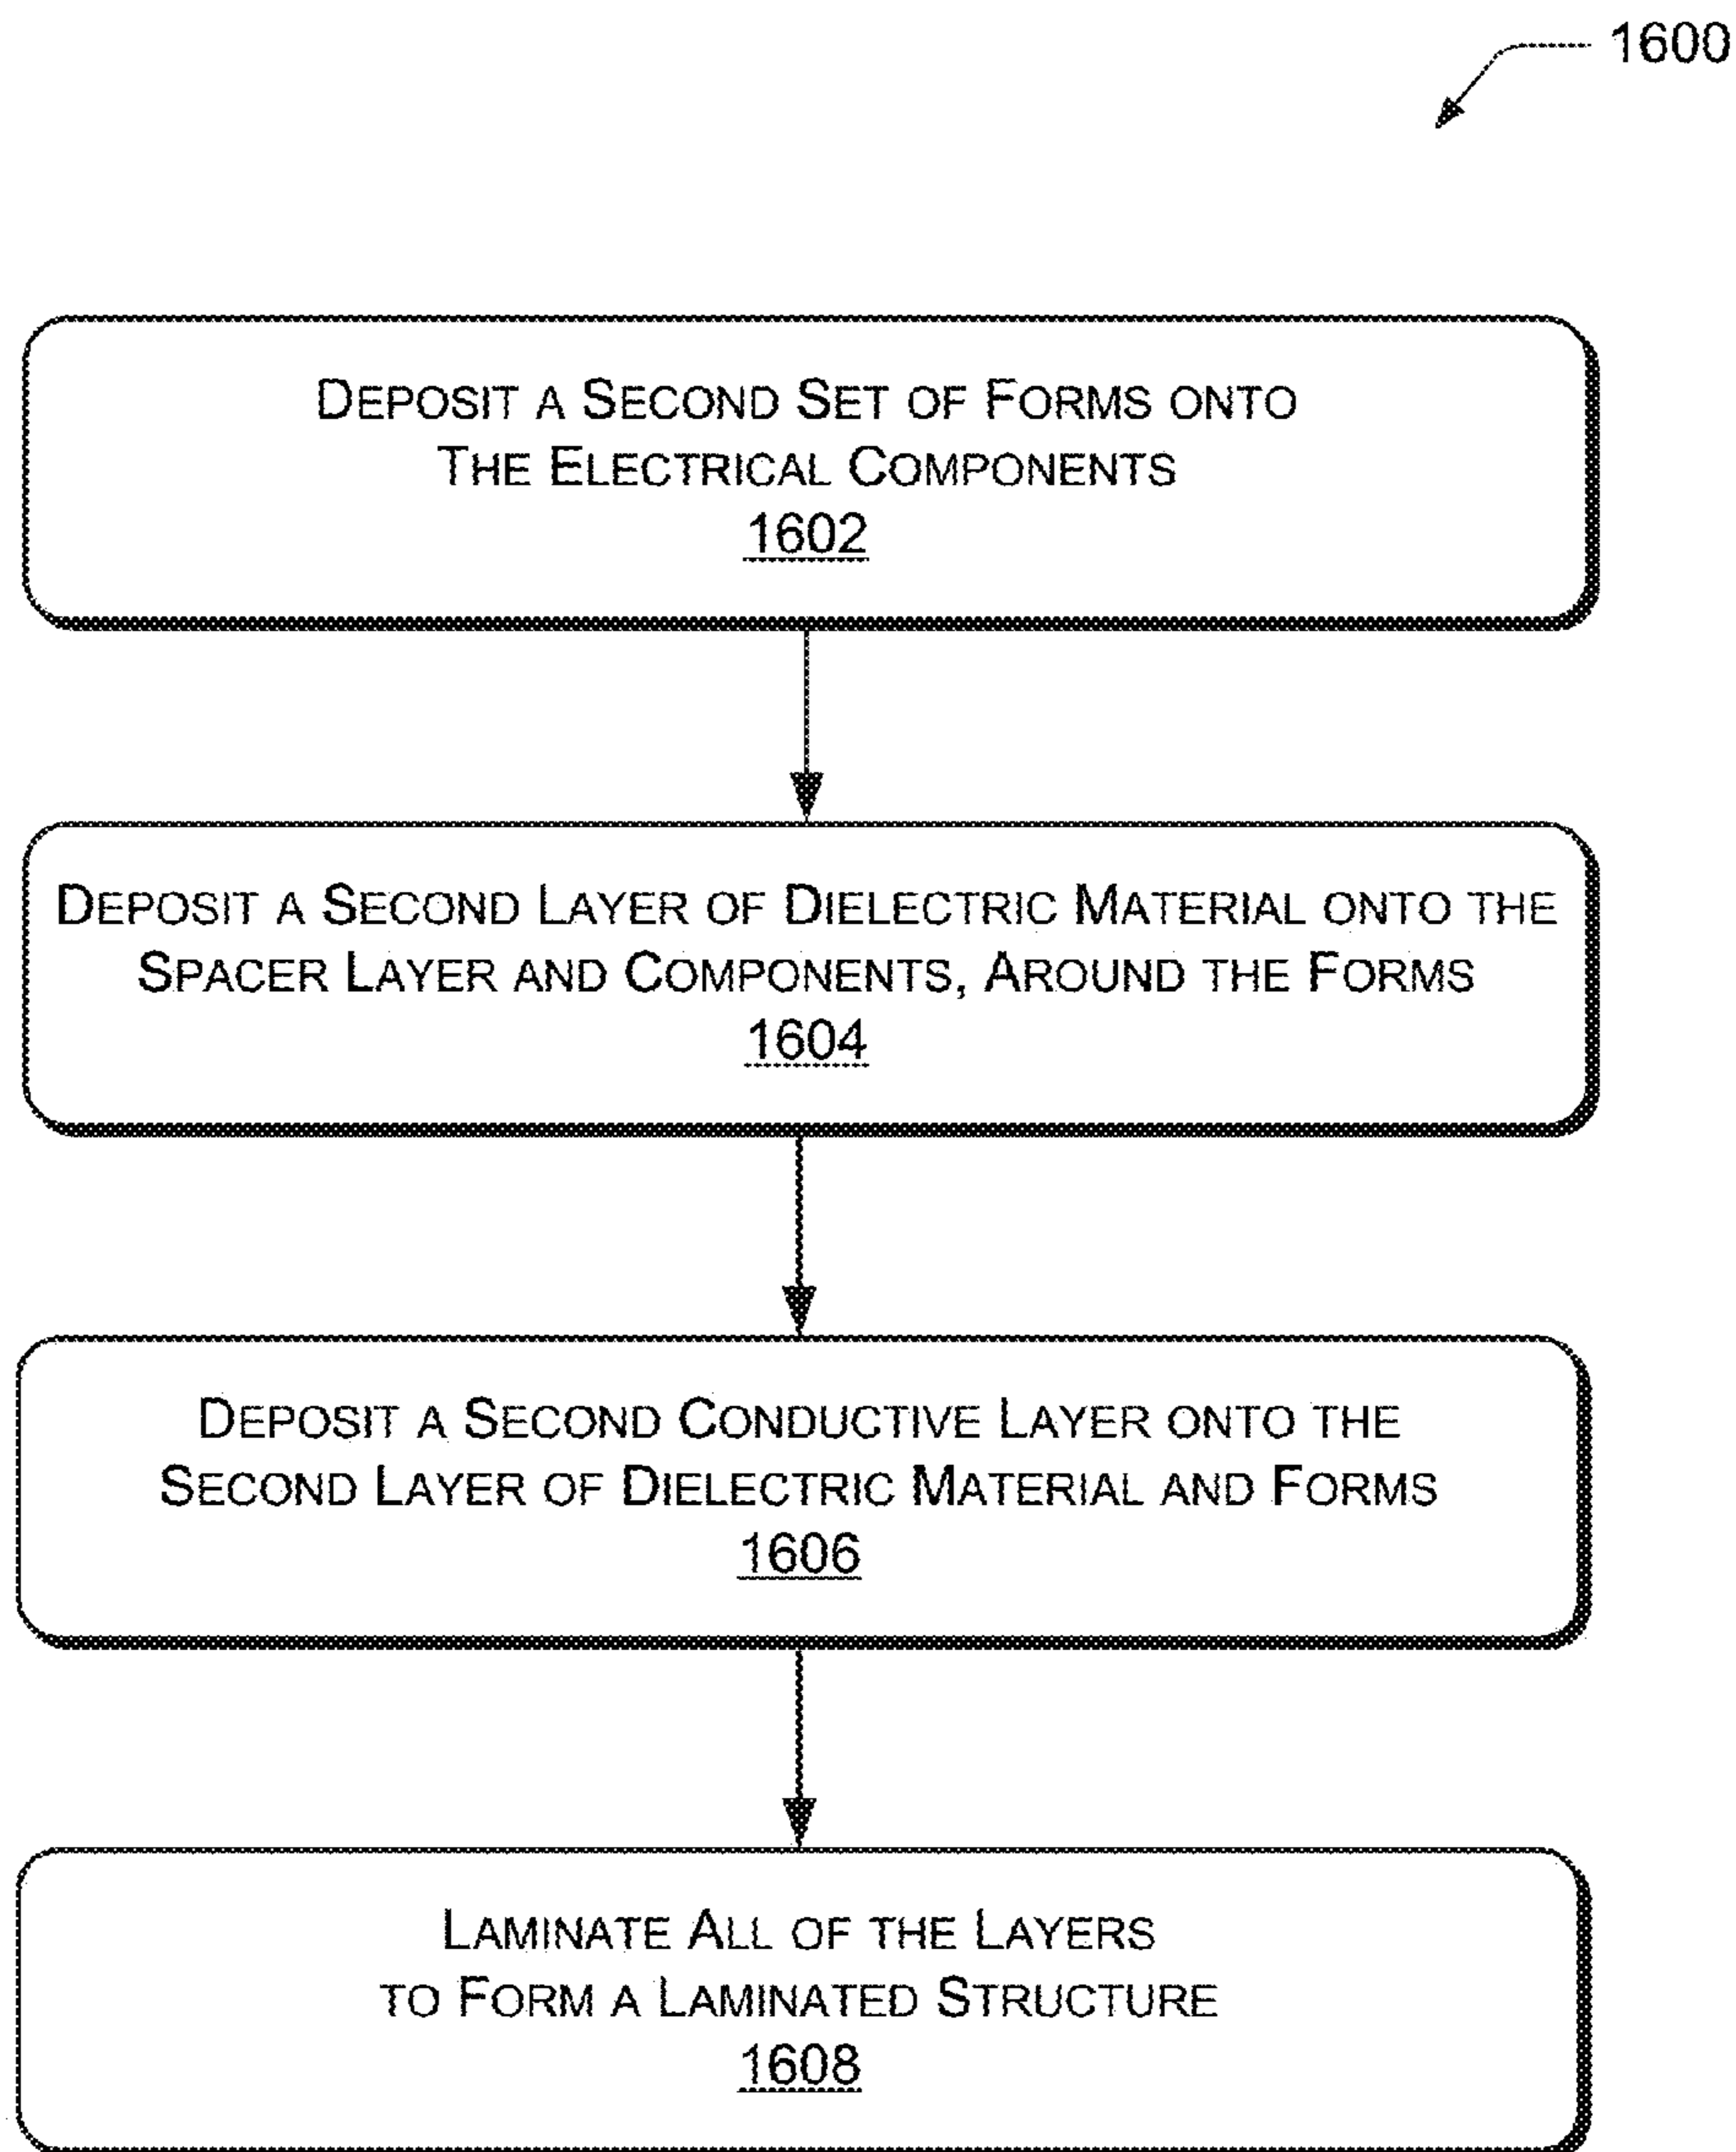 1600
DEPOSIT A SECOND SET OF FORMS ONTO
THE ELECTRICAL COMPONENTS
1602
DEPOSIT A SECOND LAYER OF DIELECTRIC MATERIAL ONTO THE
SPACER LAYER AND COMPONENTS, AROUND THE FORMS
1604
DEPOSIT A SECOND CONDUCTIVE LAYER ONTO THE
SECOND LAYER OF DIELECTRIC MATERIAL AND FORMS
1606
LAMINATE ALL OF THE LAYERS
TO FORM A LAMINATED STRUCTURE
1608